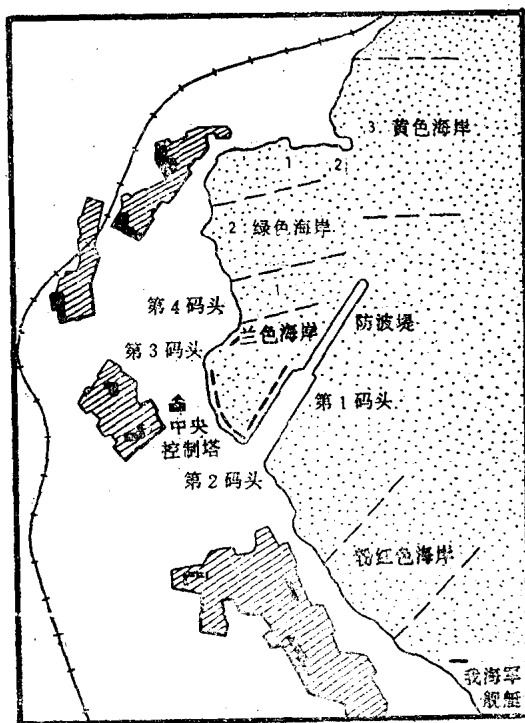 3. 黄色海岸
1
2
2 绿色海岸
1
第4码头
防波堤
兰色海岸
第3码头
第1码头
中央
控制塔
第2码头
粉红色海岸
我海军
舰艇